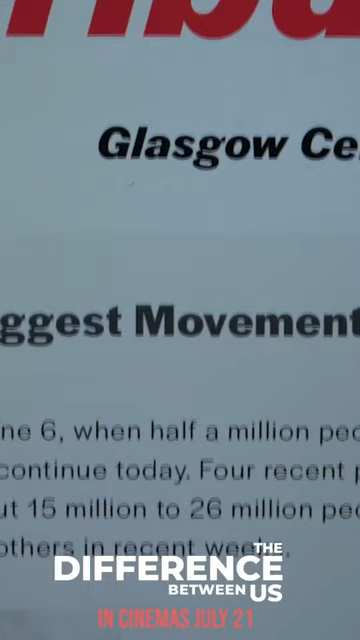 Glasgow Ce
ggest Movement
ne 6, when half a million peo
continue today. Four recent p
ut 15 million to 26 million peo
others in recent weeks.
THE
DIFFERENCE
BETWEEN US
IN CINEMAS JULY 21